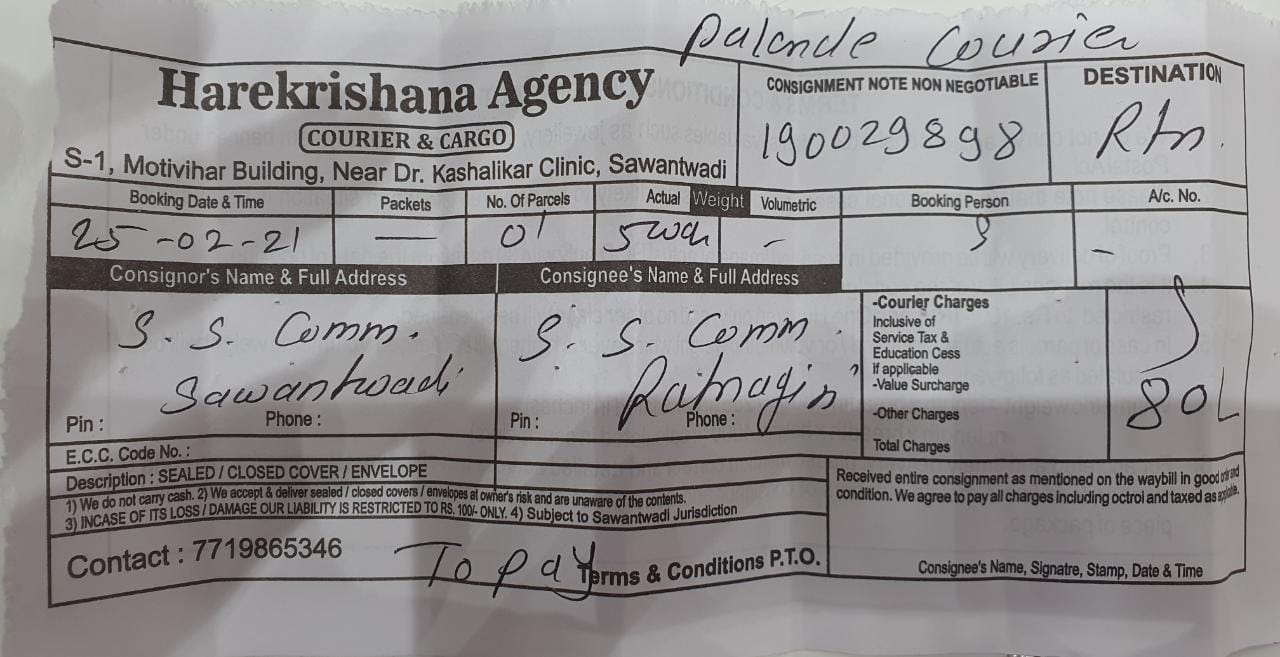 Palande Courier
Harekrishana Agency
COURIER & CARGO
S-1, Motivihar Building, Near Dr. Kashalikar Clinic, Sawantwadi
CONSIGNMENT NOTE NON NEGOTIABLE
190029898
DESTINATION
Rtn.
Booking Date & Time Packets No. Of Parcels Actual Weight Volumetric Booking Person A/c. No.
25-02-21 — 01 - -
Consignor's Name & Full Address
Consignee's Name & Full Address
S. S. Comm.
Sawantwadi
Pin : Phone :
S. S. Comm.
Ratnagiri
Pin : Phone :
-Courier Charges
Inclusive of
Service Tax &
Education Cess
if applicable
-Value Surcharge
-Other Charges
Total Charges
E.C.C. Code No. :
Description : SEALED / CLOSED COVER / ENVELOPE
1) We do not carry cash. 2) We accept & deliver sealed / closed covers / envelopes at owner's risk and are unaware of the contents.
3) INCASE OF ITS LOSS / DAMAGE OUR LIABILITY IS RESTRICTED TO RS. 100/- ONLY. 4) Subject to Sawantwadi Jurisdiction
Contact : 7719865346
To pay
Terms & Conditions P.T.O.
Received entire consignment as mentioned on the waybill in good order and
condition. We agree to pay all charges including octroi and taxed as applicable.
Consignee's Name, Signatre, Stamp, Date & Time